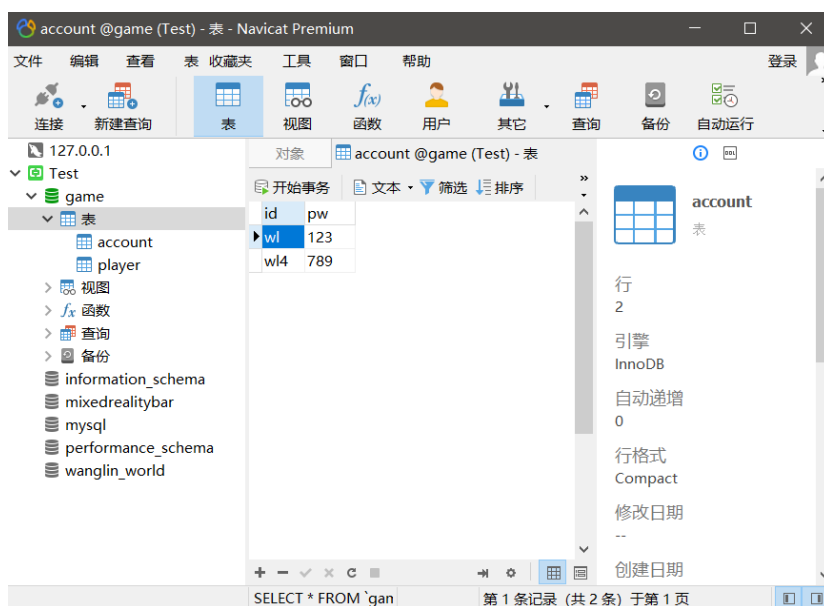 account @game (Test) - 表 - Navicat Premium
文件 编辑 查看 表 收藏夹 工具 窗口 帮助 登录
连接 新建查询 表 视图 函数 用户 其它 查询 备份 自动运行
127.0.0.1
Test
game
表
account
player
视图
函数
查询
备份
information_schema
mixedrealitybar
mysql
performance_schema
wanglin_world
对象 account @game (Test) - 表
开始事务 文本 筛选 排序
id pw
wl 123
wl4 789
account
表
行
2
引擎
InnoDB
自动递增
0
行格式
Compact
修改日期
--
创建日期
SELECT * FROM `gan 第 1 条记录 (共 2 条) 于第 1 页